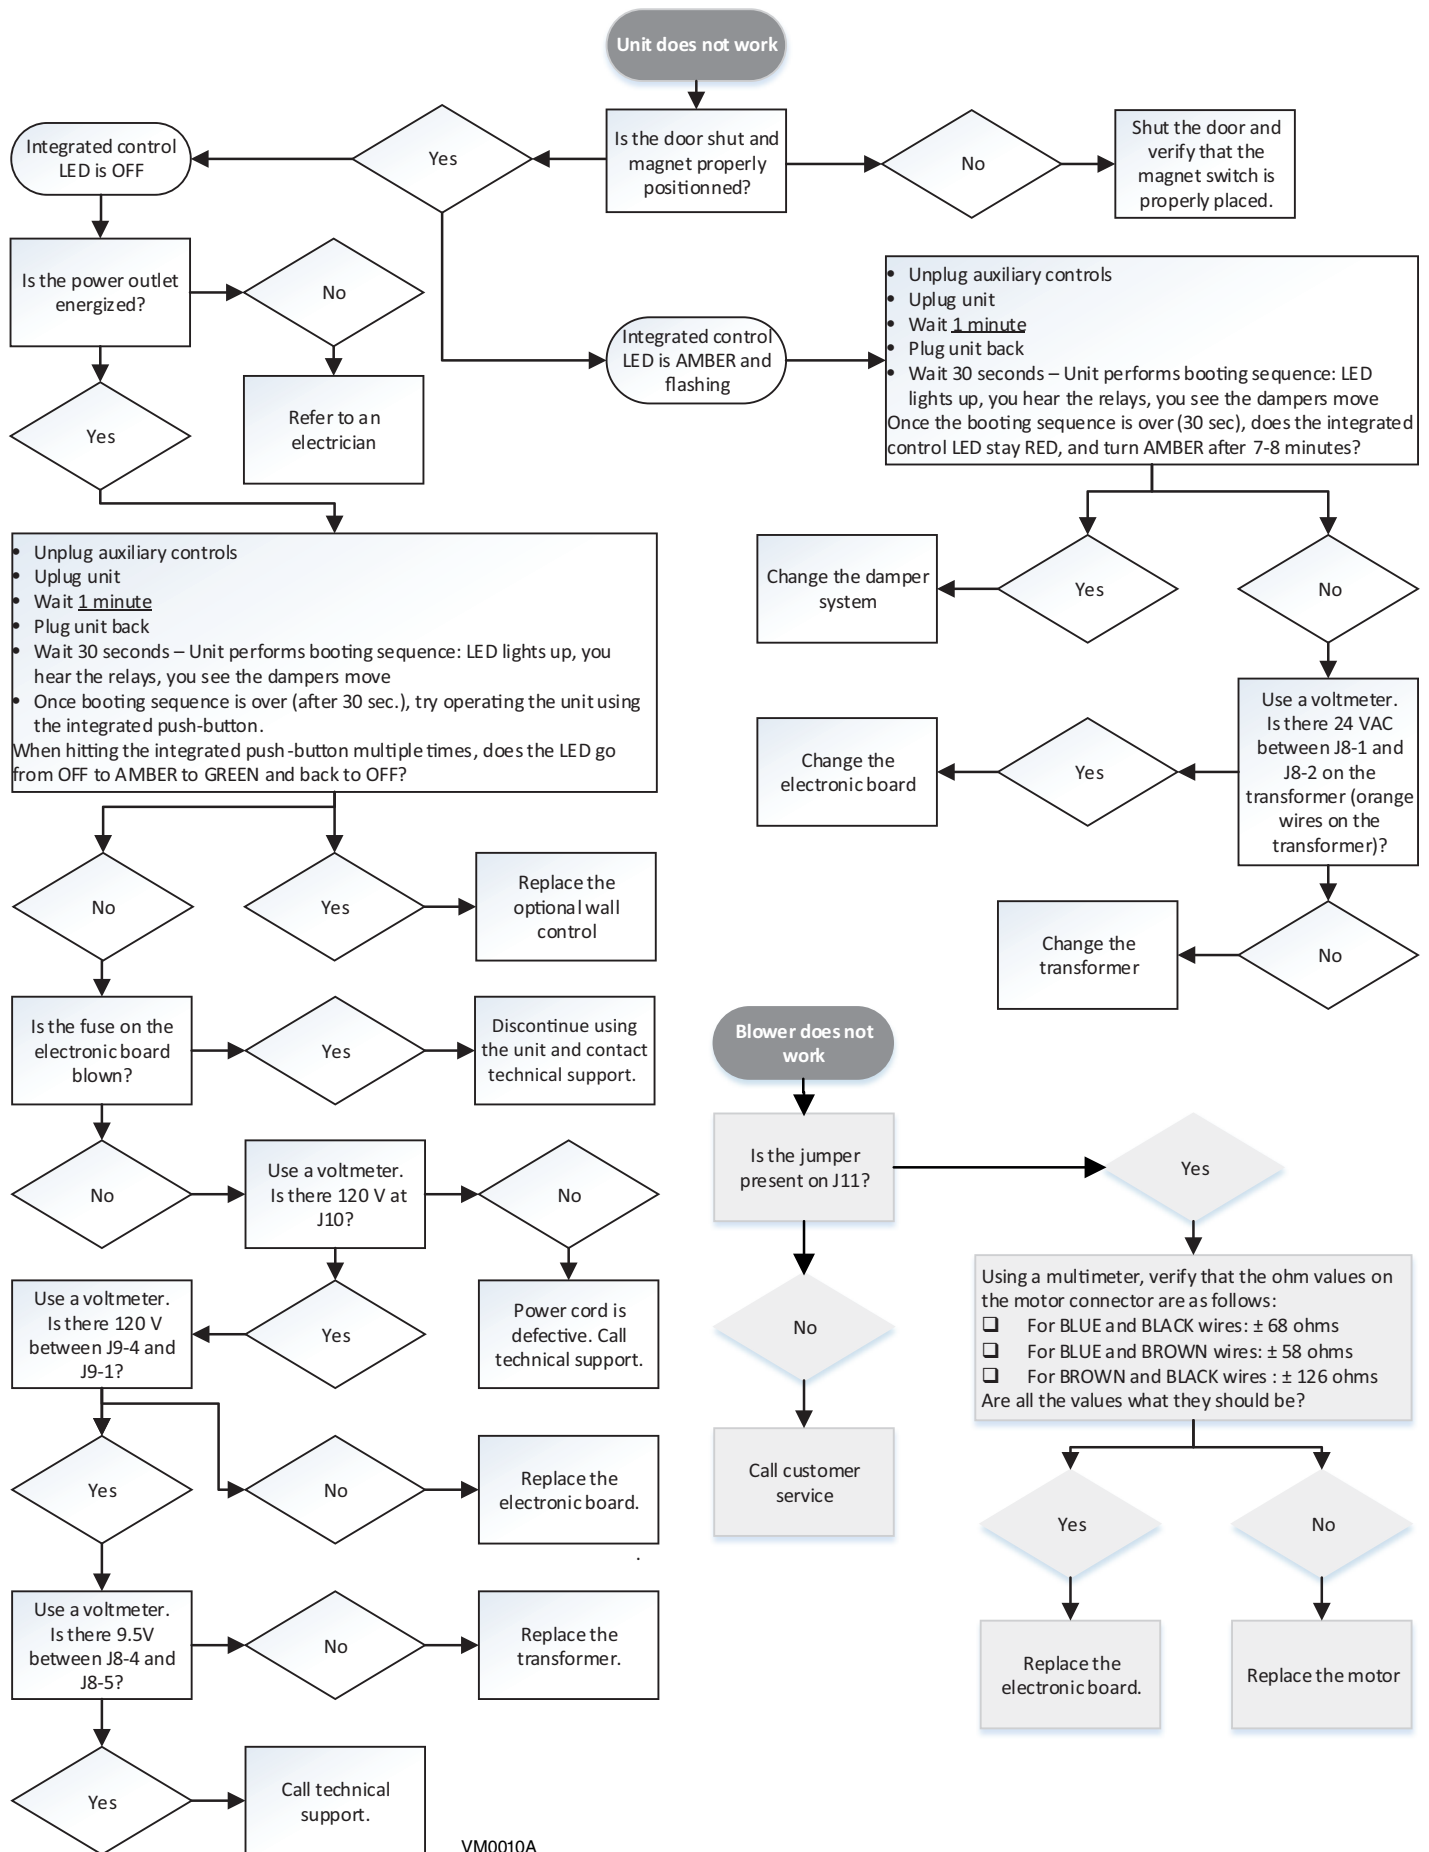 Unit does not work
Is the door shut and
magnet properly
positionned?
Yes
No
Shut the door and
verify that the
magnet switch is
properly placed.
Integrated control
LED is OFF
Is the power outlet
energized?
No
Refer to an
electrician
Yes
Integrated control
LED is AMBER and
flashing
• Unplug auxiliary controls
• Uplug unit
• Wait 1 minute
• Plug unit back
• Wait 30 seconds – Unit performs booting sequence: LED
lights up, you hear the relays, you see the dampers move
Once the booting sequence is over (30 sec), does the integrated
control LED stay RED, and turn AMBER after 7-8 minutes?
Yes
Change the damper
system
No
Use a voltmeter.
Is there 24 VAC
between J8-1 and
J8-2 on the
transformer (orange
wires on the
transformer)?
Yes
Change the
electronic board
No
Change the
transformer
• Unplug auxiliary controls
• Uplug unit
• Wait 1 minute
• Plug unit back
• Wait 30 seconds – Unit performs booting sequence: LED lights up, you
hear the relays, you see the dampers move
• Once booting sequence is over (after 30 sec.), try operating the unit using
the integrated push-button.
When hitting the integrated push-button multiple times, does the LED go
from OFF to AMBER to GREEN and back to OFF?
No
Yes
Replace the
optional wall
control
Is the fuse on the
electronic board
blown?
Yes
Discontinue using
the unit and contact
technical support.
No
Use a voltmeter.
Is there 120 V at
J10?
No
Power cord is
defective. Call
technical support.
Yes
Use a voltmeter.
Is there 120 V
between J9-4 and
J9-1?
Yes
No
Replace the
electronic board.
.
Use a voltmeter.
Is there 9.5V
between J8-4 and
J8-5?
No
Replace the
transformer.
Yes
Call technical
support.
Blower does not
work
Is the jumper
present on J11?
Yes
No
Call customer
service
Using a multimeter, verify that the ohm values on
the motor connector are as follows:
❑ For BLUE and BLACK wires: ± 68 ohms
❑ For BLUE and BROWN wires: ± 58 ohms
❑ For BROWN and BLACK wires : ± 126 ohms
Are all the values what they should be?
Yes
No
Replace the
electronic board.
Replace the motor
VM0010A